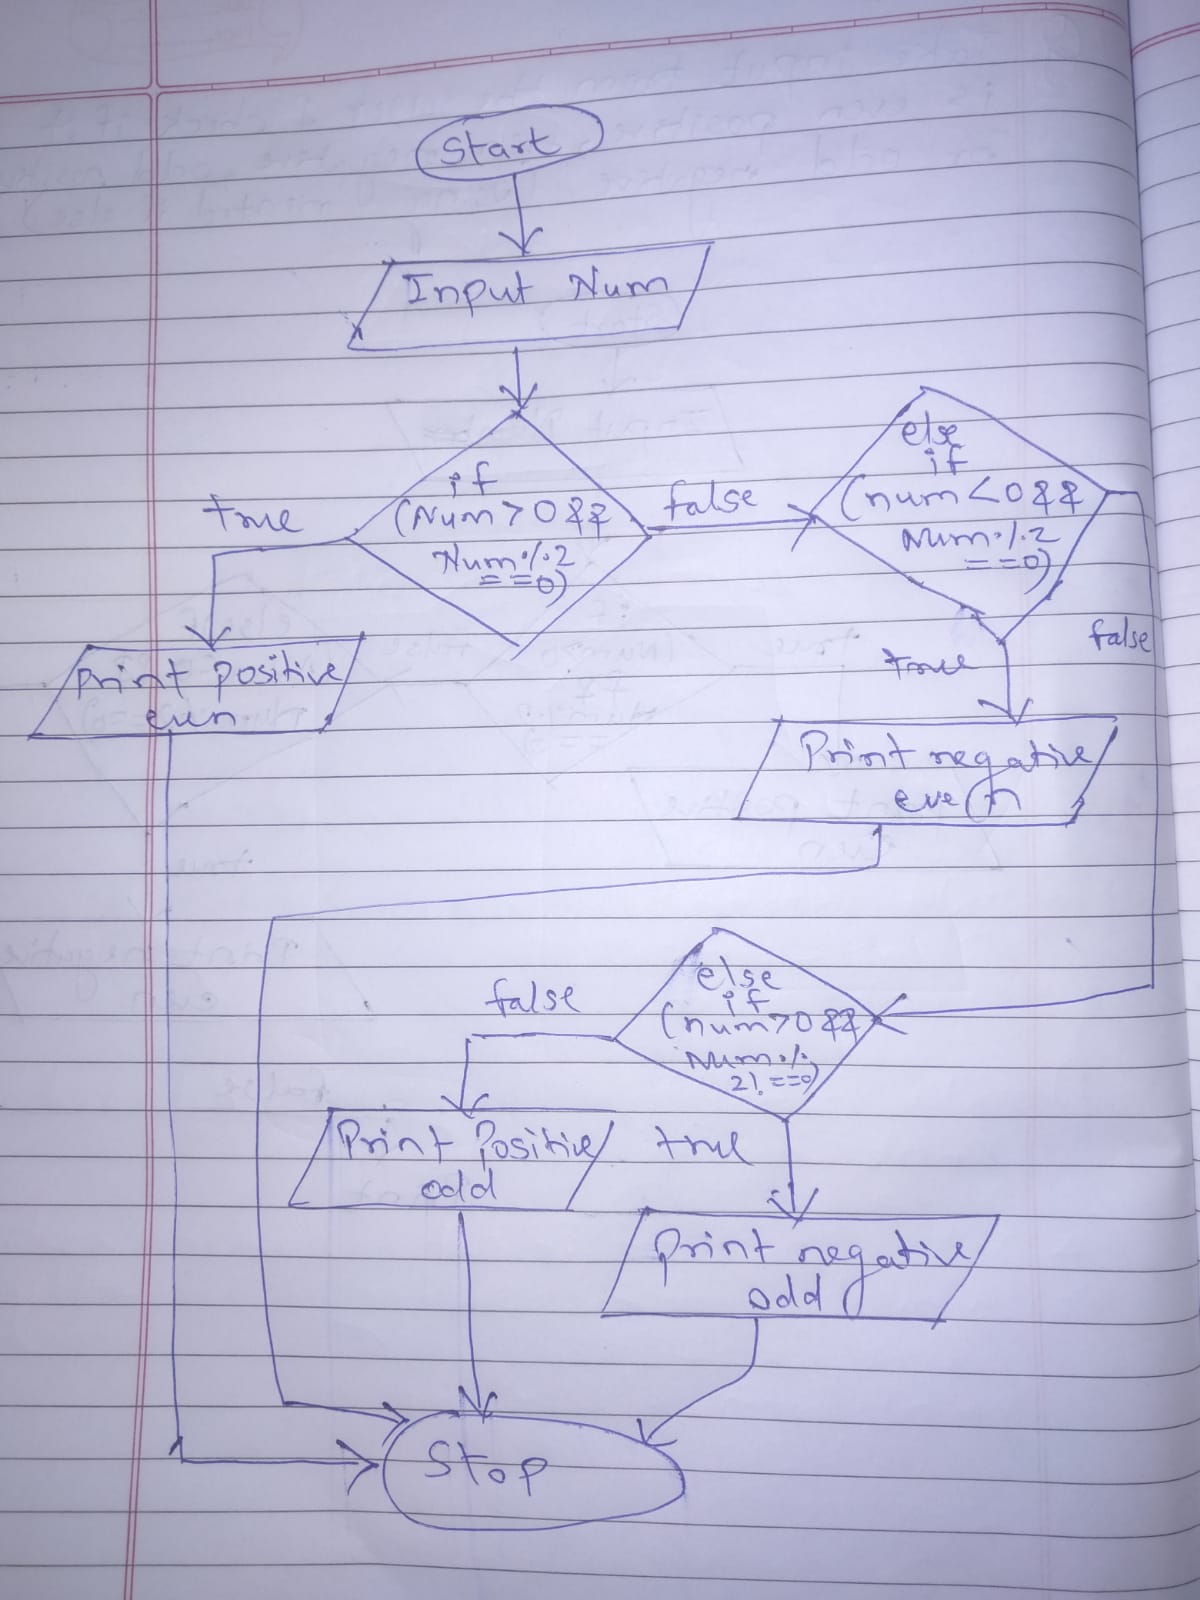 Start
Input Num
if
(Num > 0 &&
Num % 2
==0)
true
false
else
if
(num < 0 &&
Num % 2
==0)
true
false
Print positive
even
Print negative
even
else
if
(num>0 &&
Num %
2! ==0)
false
true
Print Positive
odd
Print negative
odd
Stop